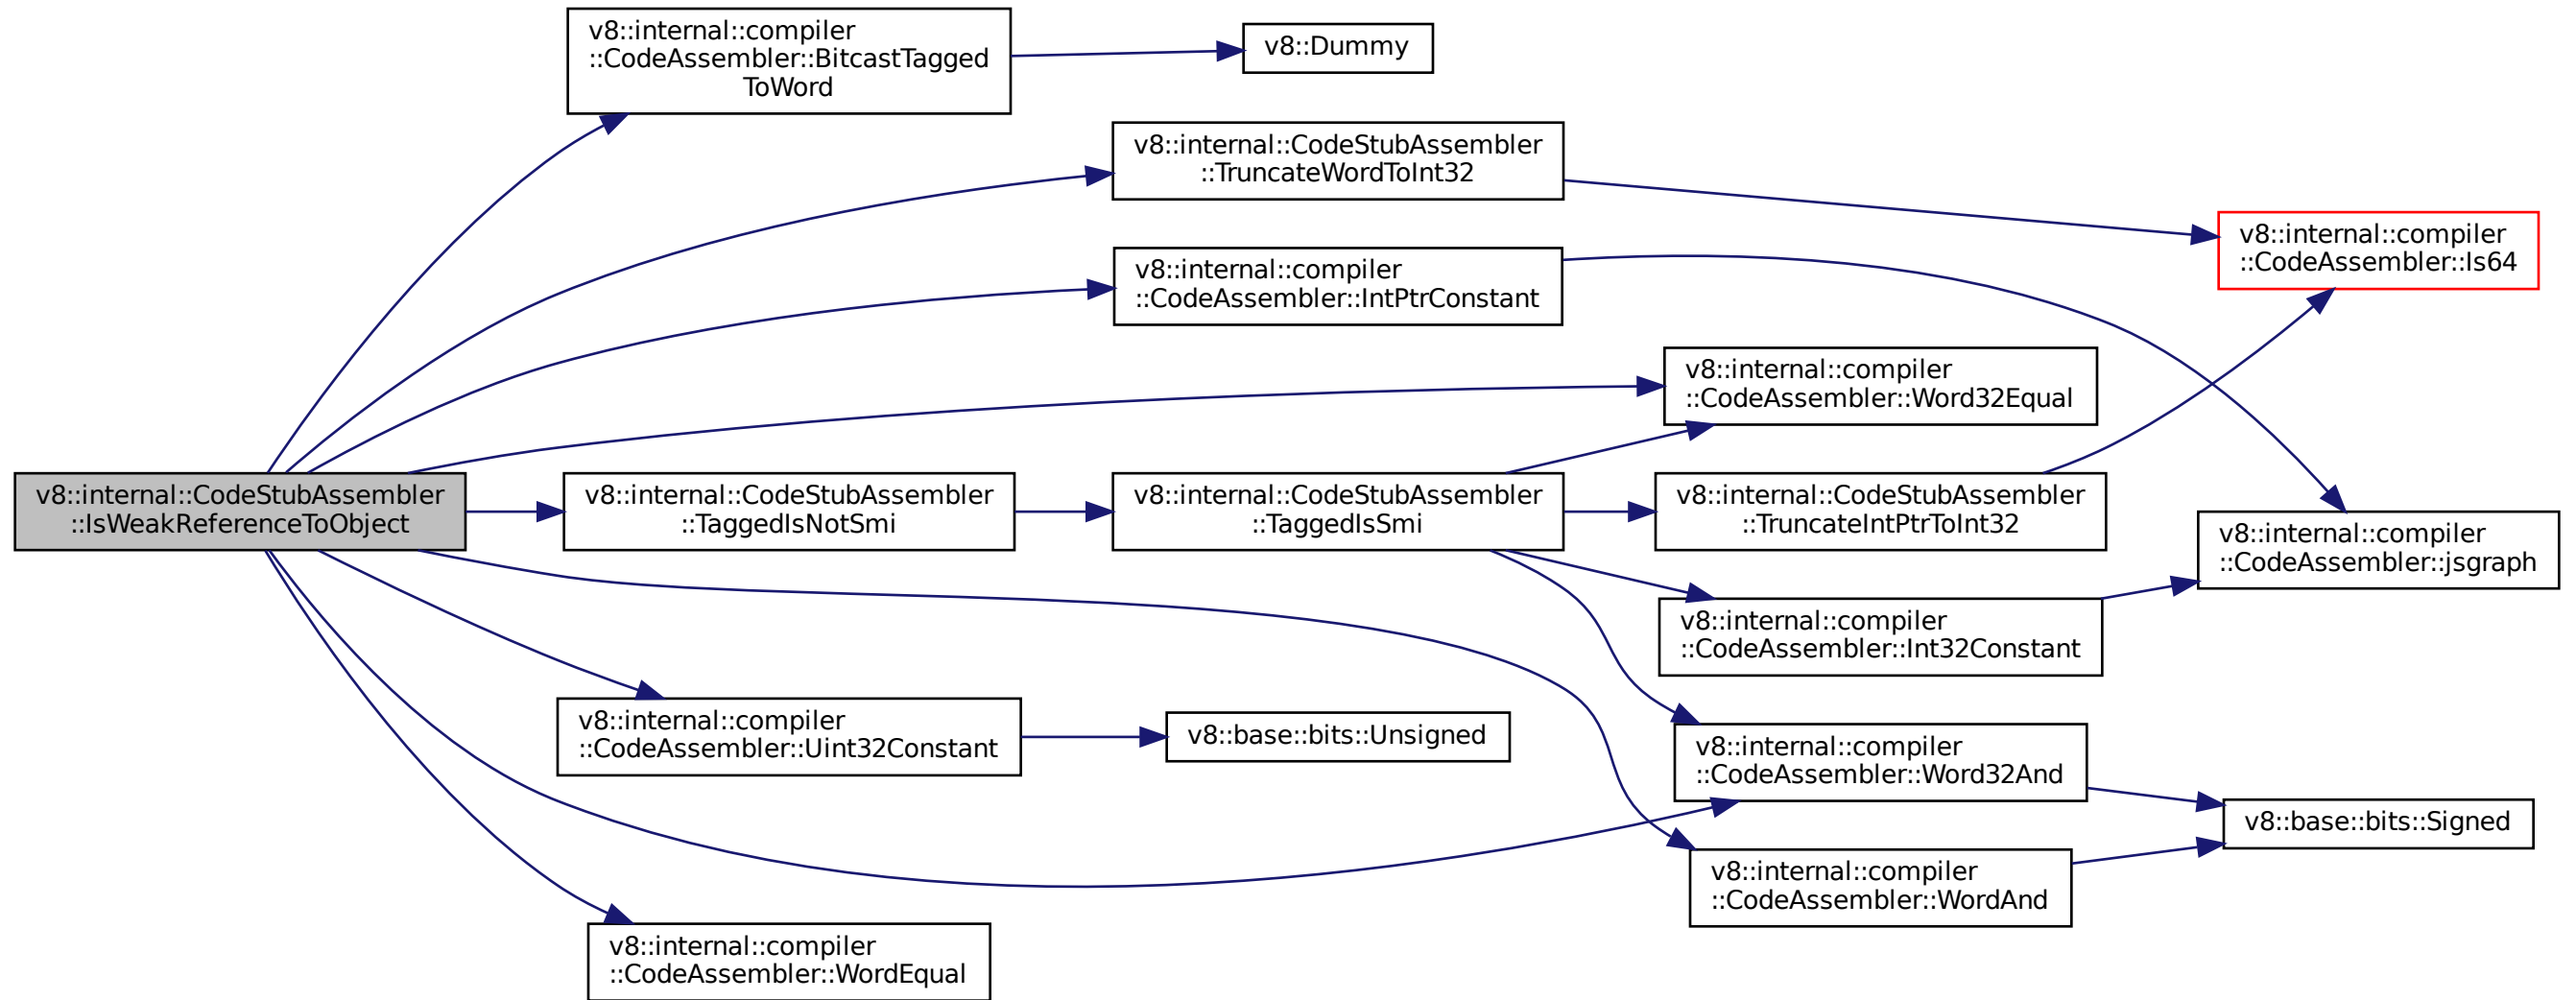 v8::internal::compiler
::CodeAssembler::BitcastTagged
ToWord
v8::Dummy
v8::internal::CodeStubAssembler
::TruncateWordToInt32
v8::internal::compiler
::CodeAssembler::Is64
v8::internal::compiler
::CodeAssembler::IntPtrConstant
v8::internal::compiler
::CodeAssembler::Word32Equal
v8::internal::CodeStubAssembler
::IsWeakReferenceToObject
v8::internal::CodeStubAssembler
::TaggedIsNotSmi
v8::internal::CodeStubAssembler
::TaggedIsSmi
v8::internal::CodeStubAssembler
::TruncateIntPtrToInt32
v8::internal::compiler
::CodeAssembler::jsgraph
v8::internal::compiler
::CodeAssembler::Int32Constant
v8::internal::compiler
::CodeAssembler::Uint32Constant
v8::base::bits::Unsigned
v8::internal::compiler
::CodeAssembler::Word32And
v8::base::bits::Signed
v8::internal::compiler
::CodeAssembler::WordAnd
v8::internal::compiler
::CodeAssembler::WordEqual